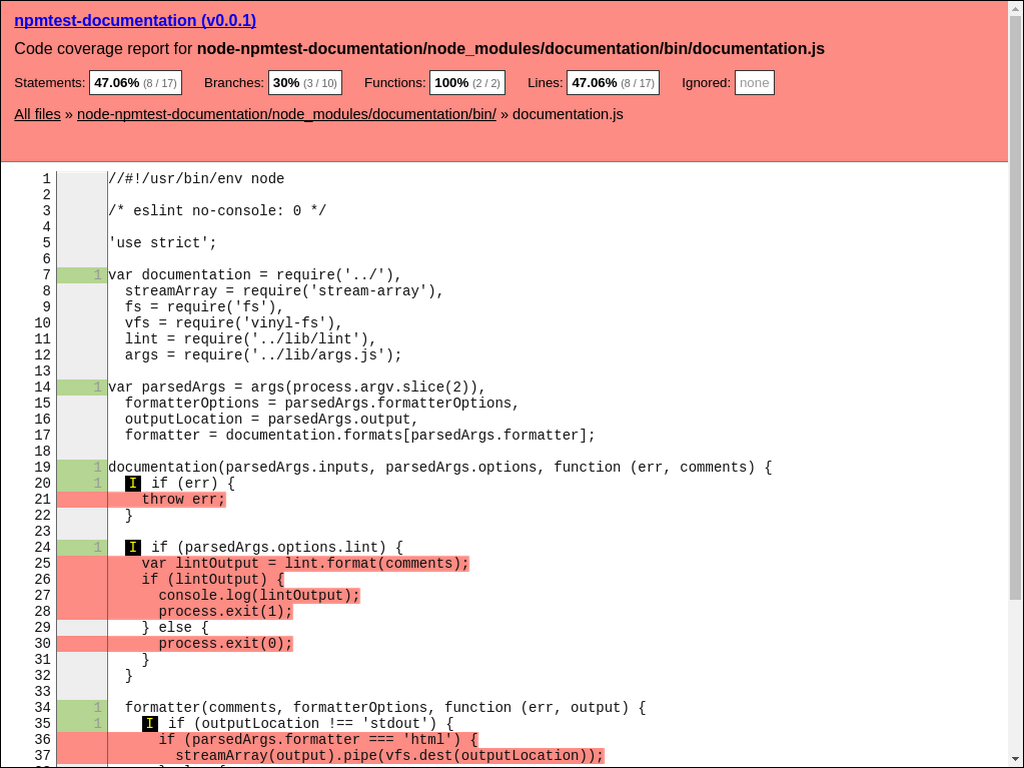 npmtest-documentation (v0.0.1)
Code coverage report for node-npmtest-documentation/node_modules/documentation/bin/documentation.js
Statements: 47.06% (8 / 17) Branches: 30% (3 / 10) Functions: 100% (2 / 2) Lines: 47.06% (8 / 17) Ignored: none
All files » node-npmtest-documentation/node_modules/documentation/bin/ » documentation.js
1 //#!/usr/bin/env node
2
3 /* eslint no-console: 0 */
4
5 'use strict';
6
7 1 var documentation = require('../'),
8 streamArray = require('stream-array'),
9 fs = require('fs'),
10 vfs = require('vinyl-fs'),
11 lint = require('../lib/lint'),
12 args = require('../lib/args.js');
13
14 1 var parsedArgs = args(process.argv.slice(2)),
15 formatterOptions = parsedArgs.formatterOptions,
16 outputLocation = parsedArgs.output,
17 formatter = documentation.formats[parsedArgs.formatter];
18
19 1 documentation(parsedArgs.inputs, parsedArgs.options, function (err, comments) {
20 1 I if (err) {
21 throw err;
22 }
23
24 1 I if (parsedArgs.options.lint) {
25 var lintOutput = lint.format(comments);
26 if (lintOutput) {
27 console.log(lintOutput);
28 process.exit(1);
29 } else {
30 process.exit(0);
31 }
32 }
33
34 1 formatter(comments, formatterOptions, function (err, output) {
35 1 I if (outputLocation !== 'stdout') {
36 if (parsedArgs.formatter === 'html') {
37 streamArray(output).pipe(vfs.dest(outputLocation));